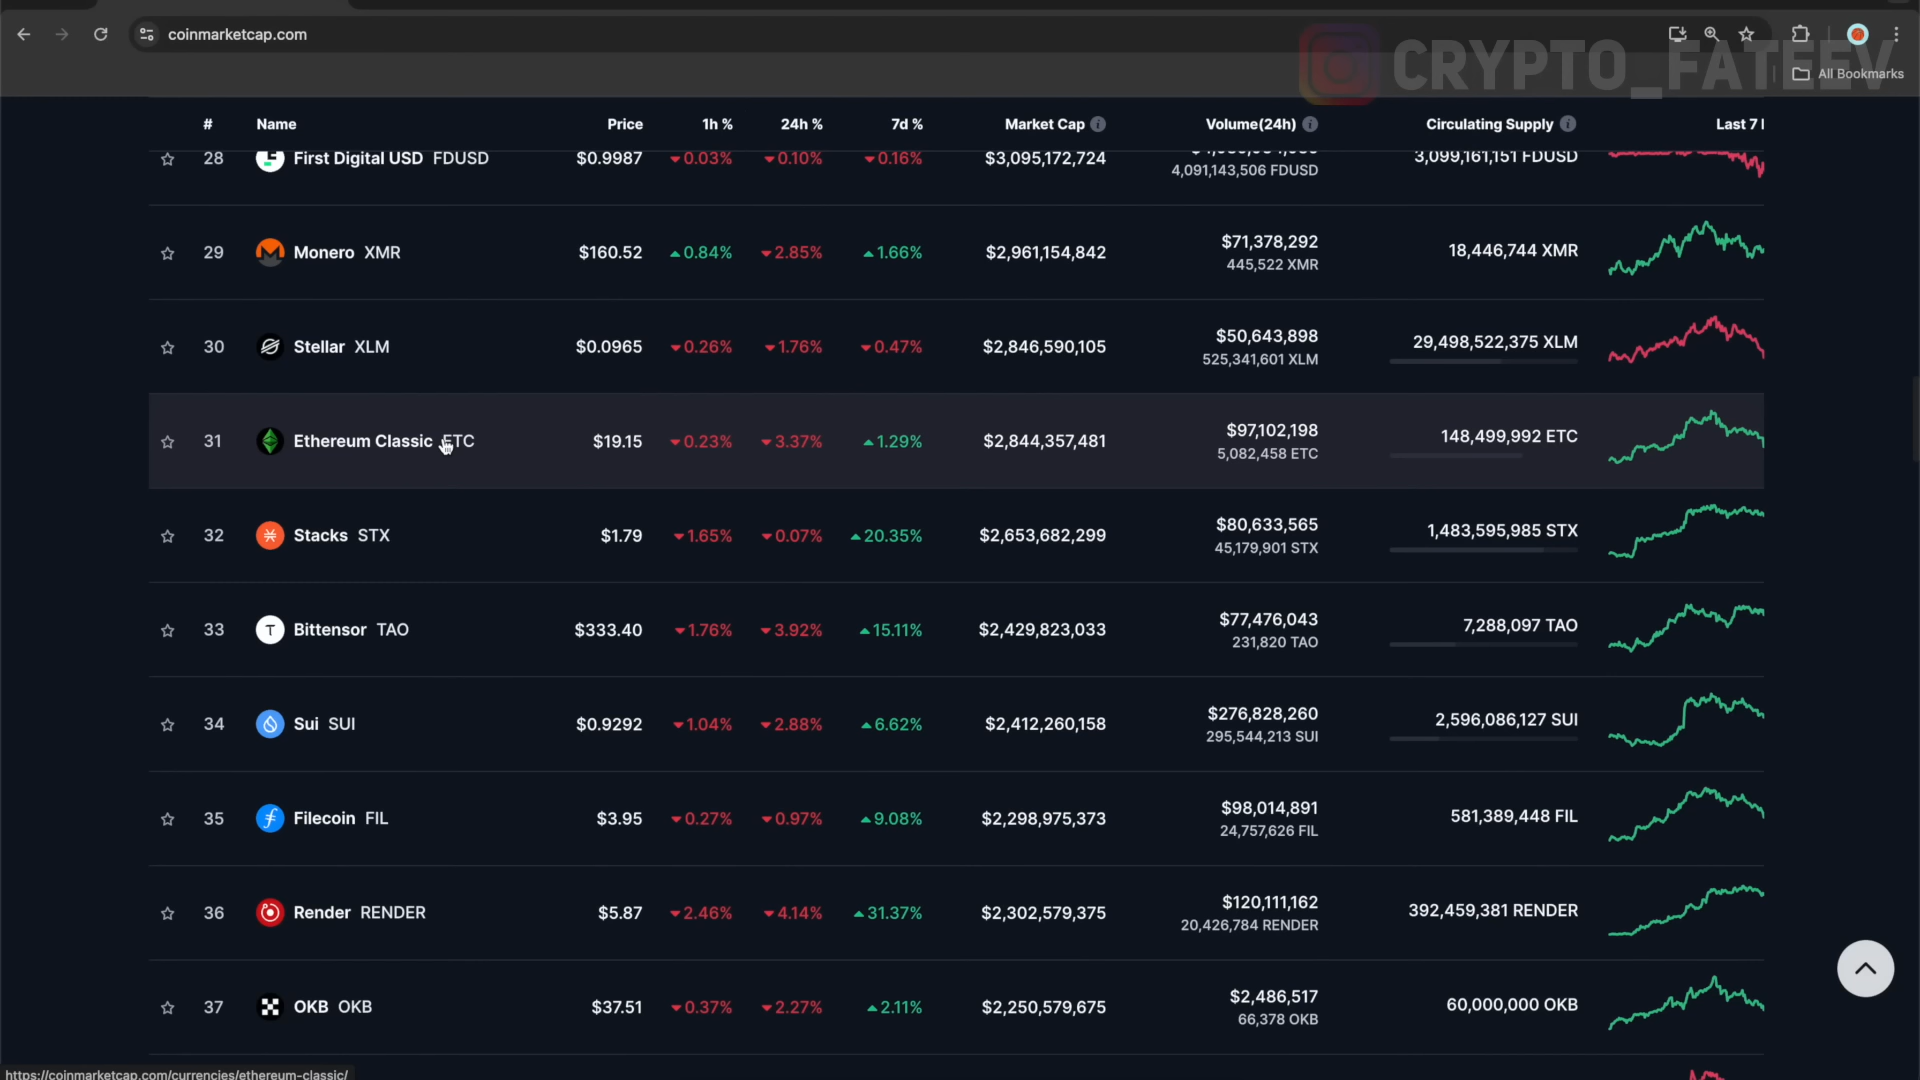 coinmarketcap.com
CRYPTO_FATEEV
All Bookmarks
# Name Price 1h % 24h % 7d % Market Cap Volume(24h) Circulating Supply Last 7
28 First Digital USD FDUSD $0.9987 0.03% 0.10% 0.16% $3,095,172,724 3,099,161,151 FDUSD
4,091,143,506 FDUSD
29 Monero XMR $160.52 0.84% 2.85% 1.66% $2,961,154,842 $71,378,292 18,446,744 XMR
445,522 XMR
30 Stellar XLM $0.0965 0.26% 1.76% 0.47% $2,846,590,105 $50,643,898 29,498,522,375 XLM
525,341,601 XLM
31 Ethereum Classic ETC $19.15 0.23% 3.37% 1.29% $2,844,357,481 $97,102,198 148,499,992 ETC
5,082,458 ETC
32 Stacks STX $1.79 1.65% 0.07% 20.35% $2,653,682,299 $80,633,565 1,483,595,985 STX
45,179,901 STX
33 Bittensor TAO $333.40 1.76% 3.92% 15.11% $2,429,823,033 $77,476,043 7,288,097 TAO
231,820 TAO
34 Sui SUI $0.9292 1.04% 2.88% 6.62% $2,412,260,158 $276,828,260 2,596,086,127 SUI
295,544,213 SUI
35 Filecoin FIL $3.95 0.27% 0.97% 9.08% $2,298,975,373 $98,014,891 581,389,448 FIL
24,757,626 FIL
36 Render RENDER $5.87 2.46% 4.14% 31.37% $2,302,579,375 $120,111,162 392,459,381 RENDER
20,426,784 RENDER
37 OKB OKB $37.51 0.37% 2.27% 2.11% $2,250,579,675 $2,486,517 60,000,000 OKB
66,378 OKB
https://coinmarketcap.com/currencies/ethereum-classic/